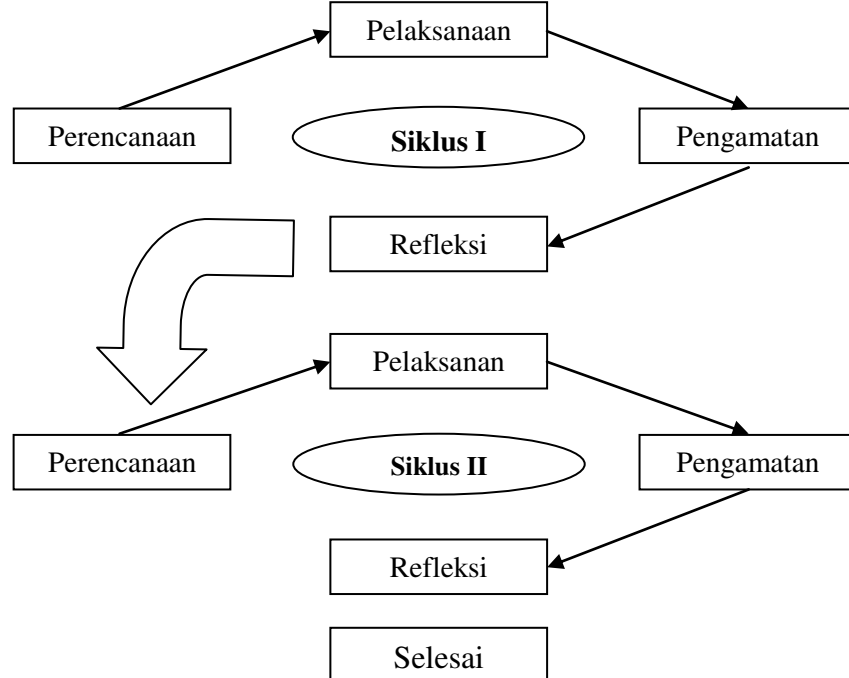 Pelaksanaan
Perencanaan
Siklus I
Pengamatan
Refleksi
Pelaksanan
Perencanaan
Siklus II
Pengamatan
Refleksi
Selesai